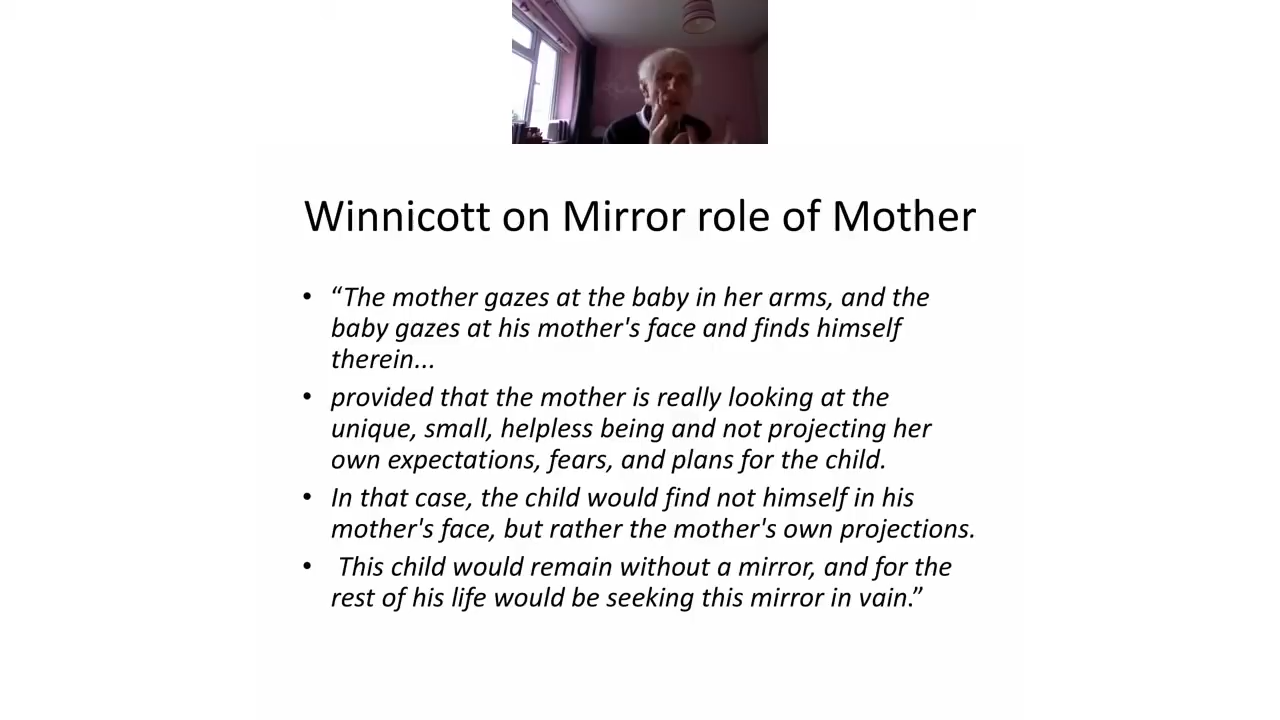 Winnicott on Mirror role of Mother
• “The mother gazes at the baby in her arms, and the
baby gazes at his mother's face and finds himself
therein...
• provided that the mother is really looking at the
unique, small, helpless being and not projecting her
own expectations, fears, and plans for the child.
• In that case, the child would find not himself in his
mother's face, but rather the mother's own projections.
• This child would remain without a mirror, and for the
rest of his life would be seeking this mirror in vain.”